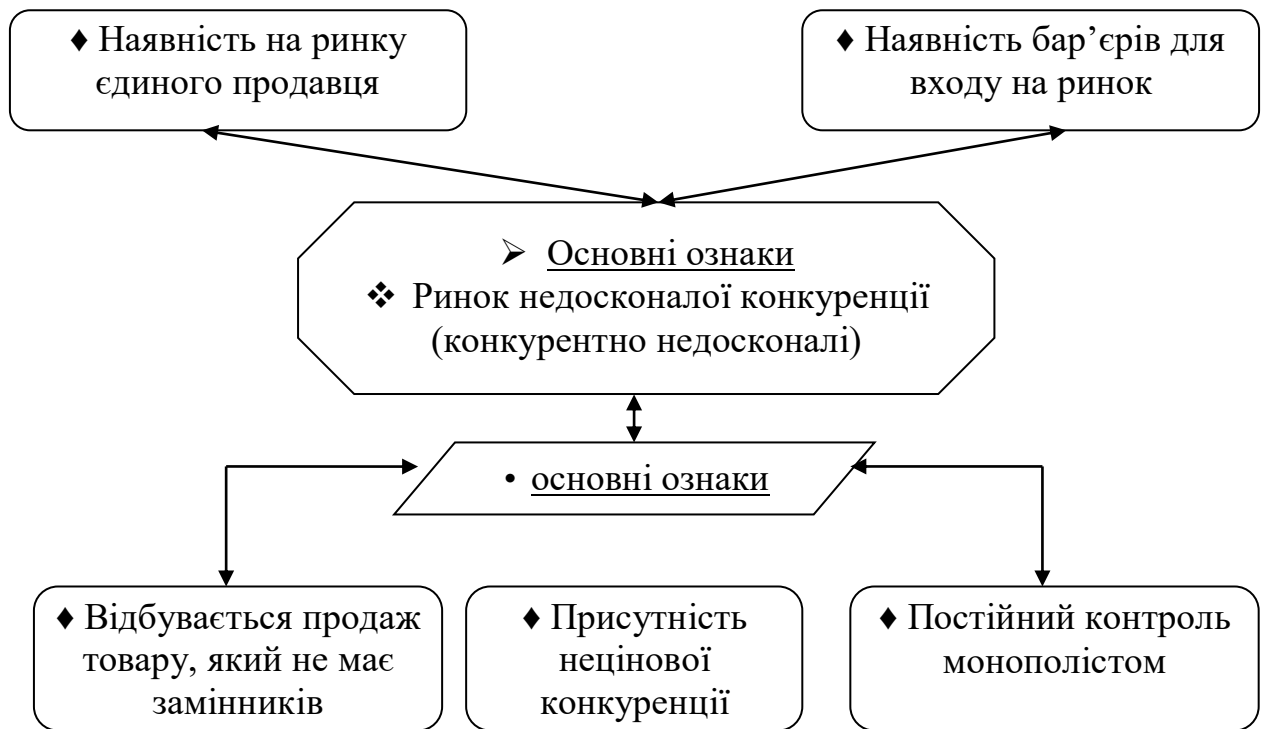 ♦ Наявність на ринку
єдиного продавця
♦ Наявність бар’єрів для
входу на ринок
➢ Основні ознаки
❖ Ринок недосконалої конкуренції
(конкурентно недосконалі)
• основні ознаки
♦ Відбувається продаж
товару, який не має
замінників
♦ Присутність
нецінової
конкуренції
♦ Постійний контроль
монополістом